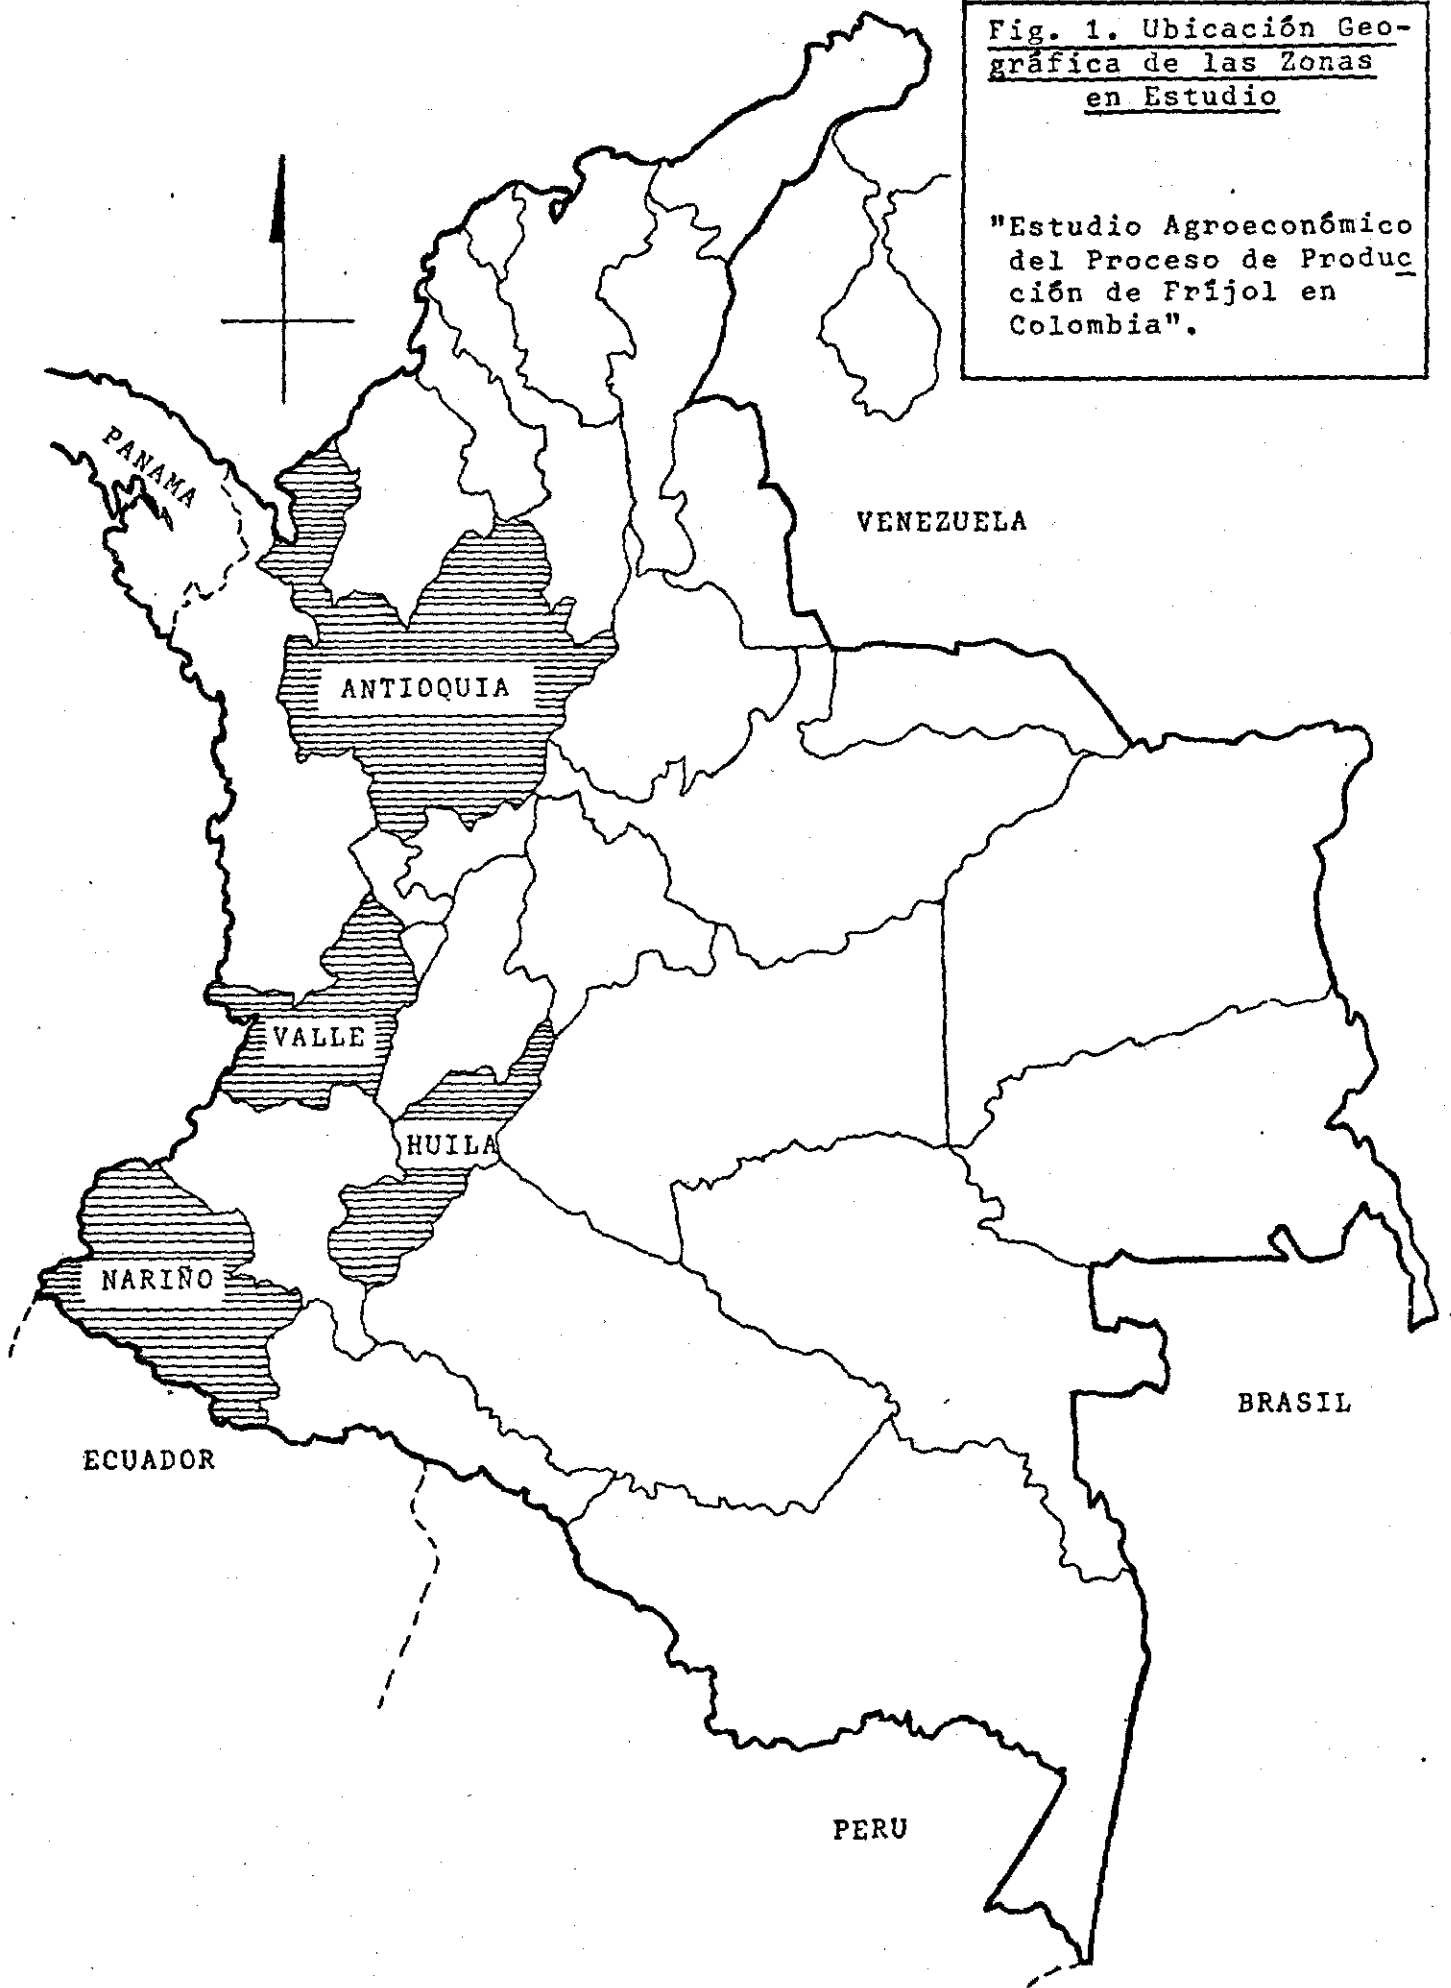 Fig. 1. Ubicación Geo-
gráfica de las Zonas
en Estudio
"Estudio Agroeconómico
del Proceso de Produc
ción de Fríjol en
Colombia".
PANAMA
VENEZUELA
ANTIOQUIA
VALLE
HUILA
NARIÑO
BRASIL
ECUADOR
PERU